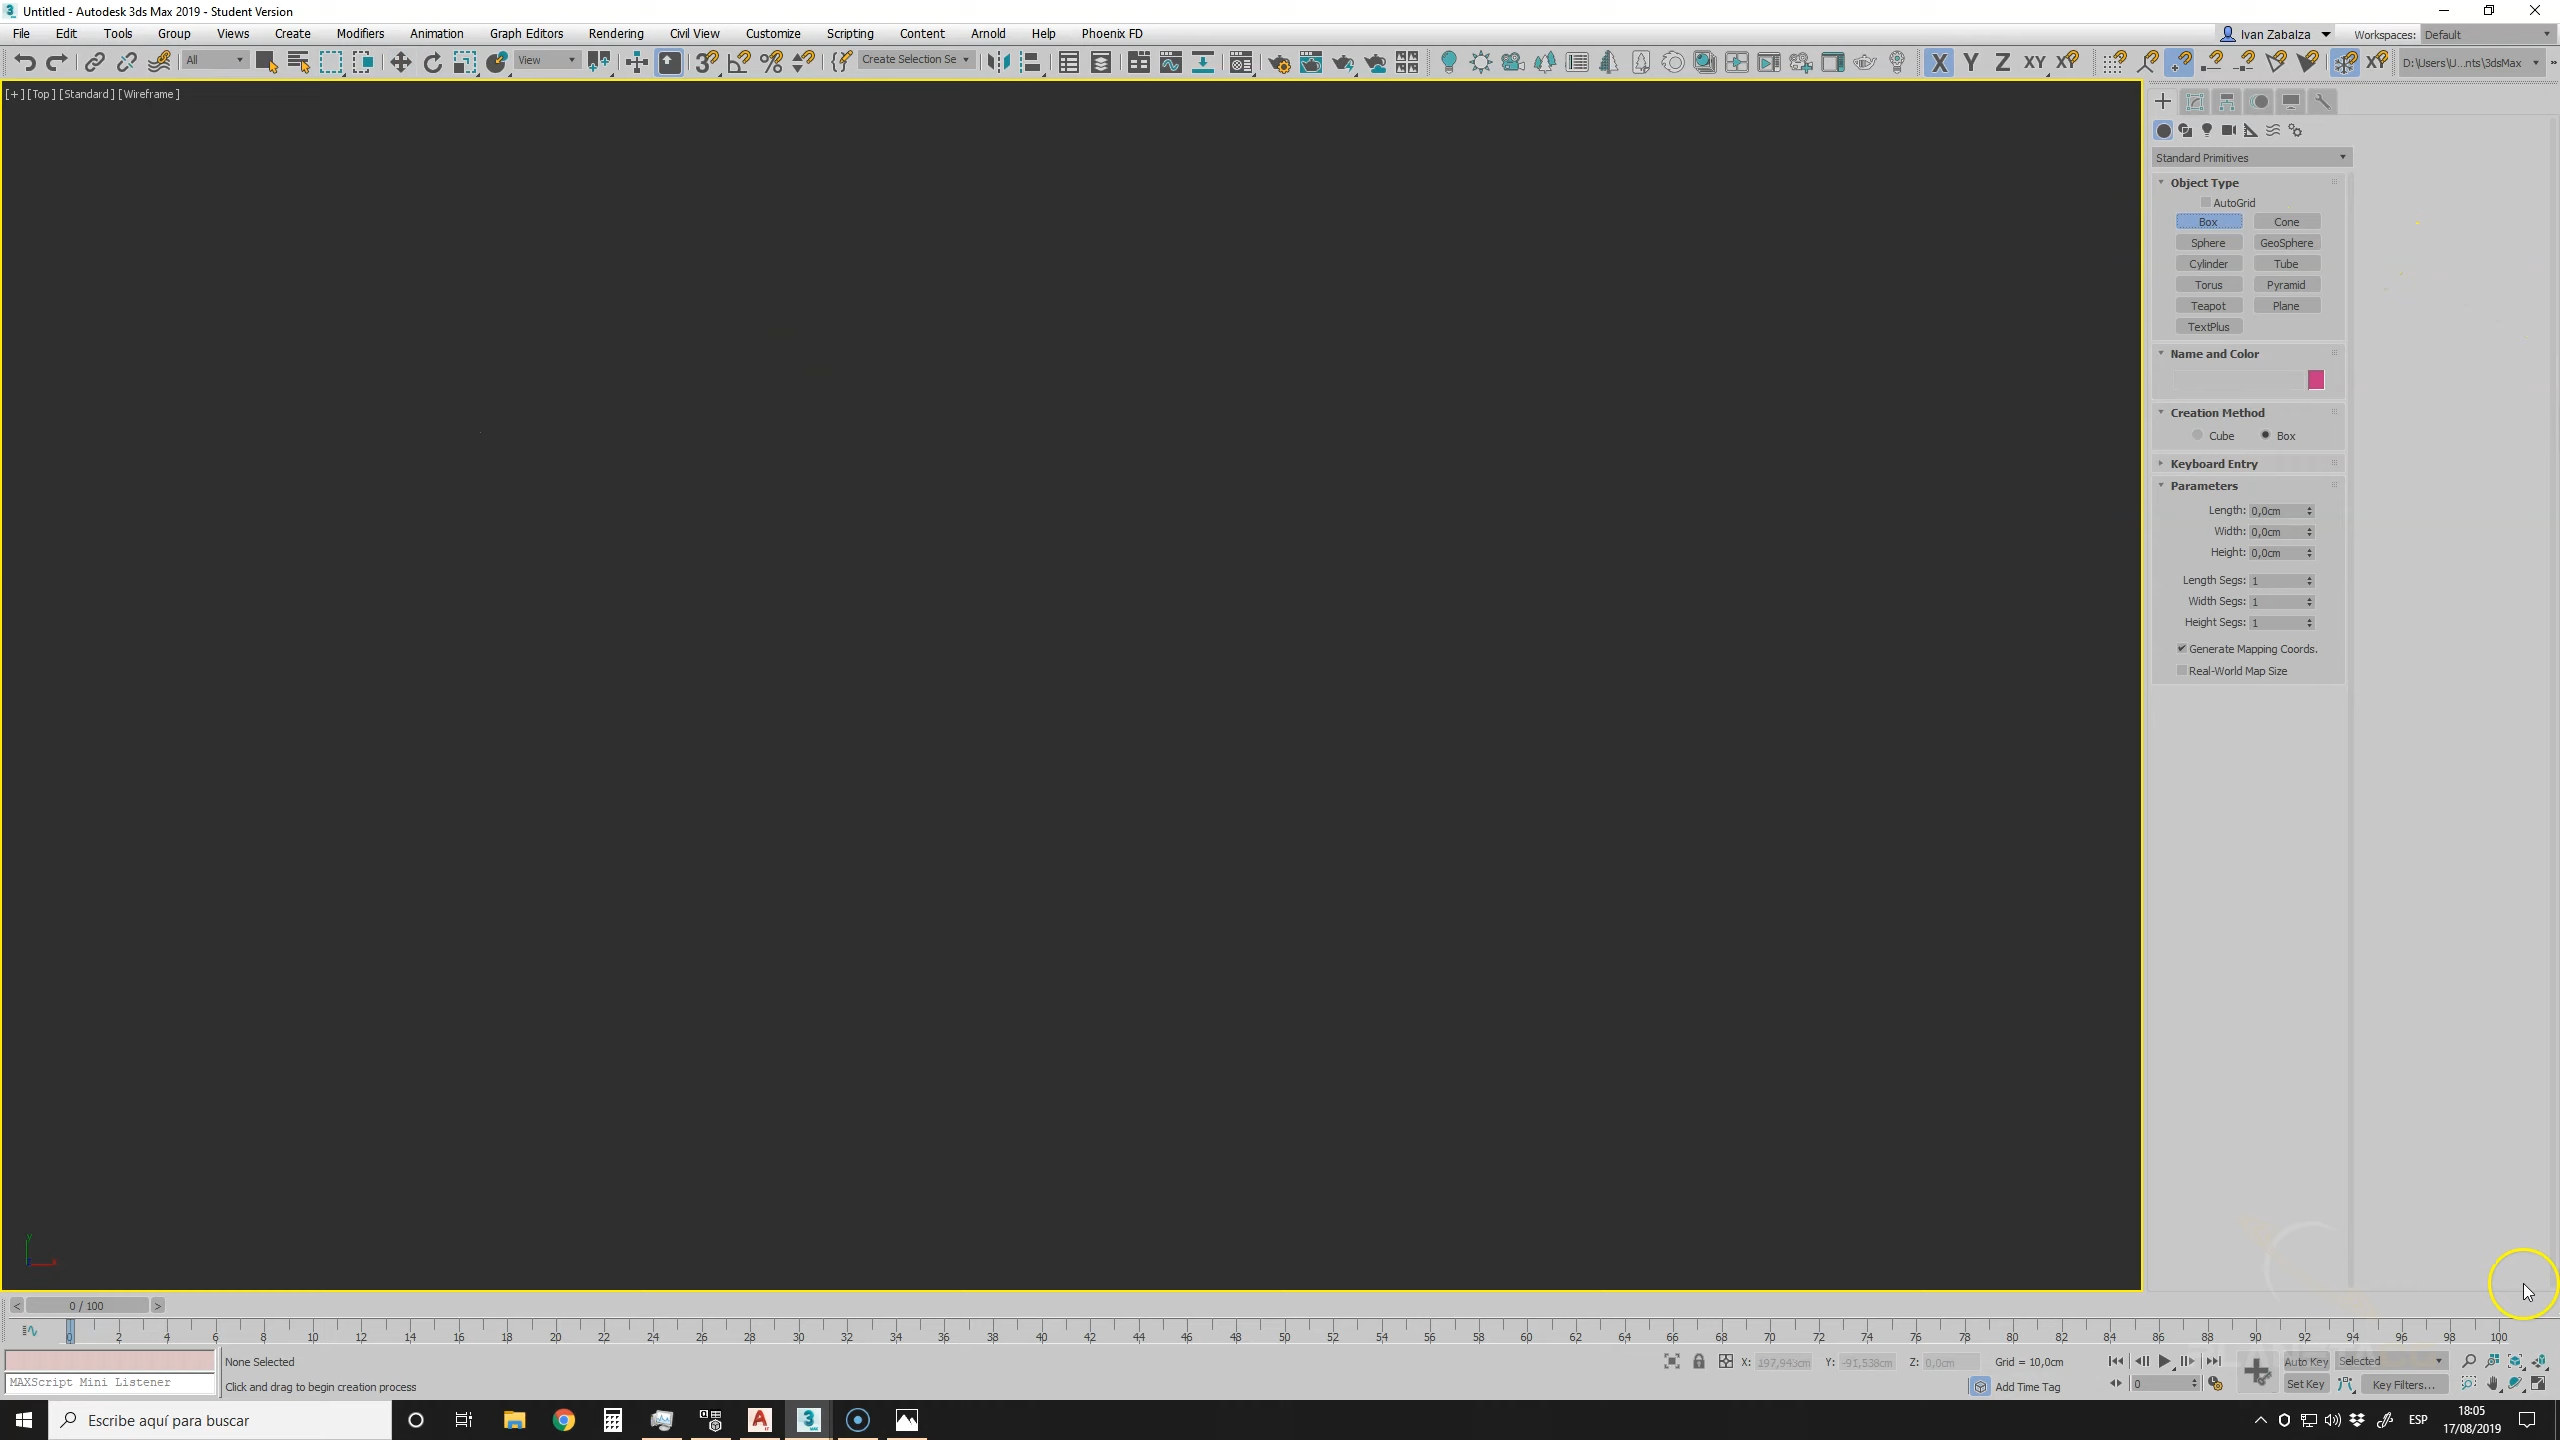 Untitled - Autodesk 3ds Max 2019 - Student Version
File Edit Tools Group Views Create Modifiers Animation Graph Editors Rendering Civil View Customize Scripting Content Arnold Help Phoenix FD
Ivan Zabalza Workspaces: Default
All View Create Selection Se X Y Z XY XY D:\Users\U...nts\3dsMax
[+] [Top] [Standard] [Wireframe]
Standard Primitives
Object Type
AutoGrid
Box Cone
Sphere GeoSphere
Cylinder Tube
Torus Pyramid
Teapot Plane
TextPlus
Name and Color
Creation Method
Cube Box
Keyboard Entry
Parameters
Length: 0,0cm
Width: 0,0cm
Height: 0,0cm
Length Segs: 1
Width Segs: 1
Height Segs: 1
Generate Mapping Coords.
Real-World Map Size
< 0 / 100 >
0 2 4 6 8 10 12 14 16 18 20 22 24 26 28 30 32 34 36 38 40 42 44 46 48 50 52 54 56 58 60 62 64 66 68 70 72 74 76 78 80 82 84 86 88 90 92 94 96 98 100
None Selected X: 197,943cm Y: -91,538cm Z: 0,0cm Grid = 10,0cm Auto Key Selected
MAXScript Mini Listener Click and drag to begin creation process Add Time Tag 0 Set Key Key Filters...
Escribe aquí para buscar
ESP
18:05
17/08/2019